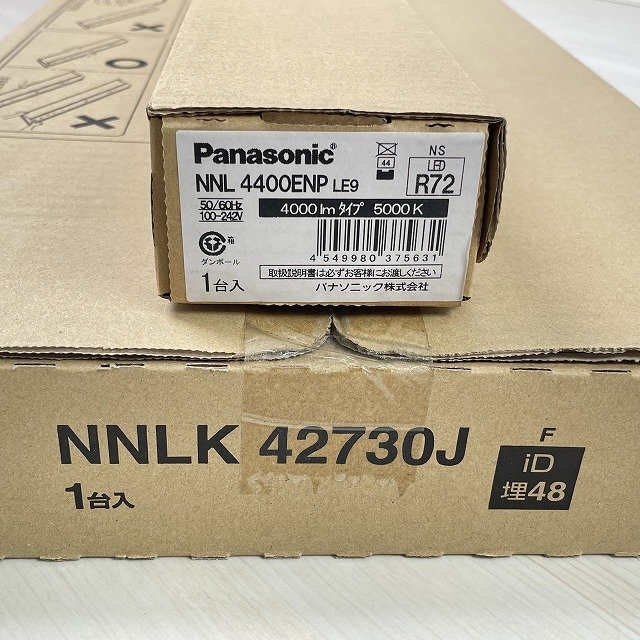 Panasonic®
NNL 4400ENP LE9
50/60Hz
100-242V
4000 lm タイプ 5000 K
44
NS
LED
R72
箱
ダンボール
4 549980 375631
1台入
取扱説明書は必ずお客様にお渡しください
パナソニック株式会社
NNLK 42730J
1台入
F
iD
埋48